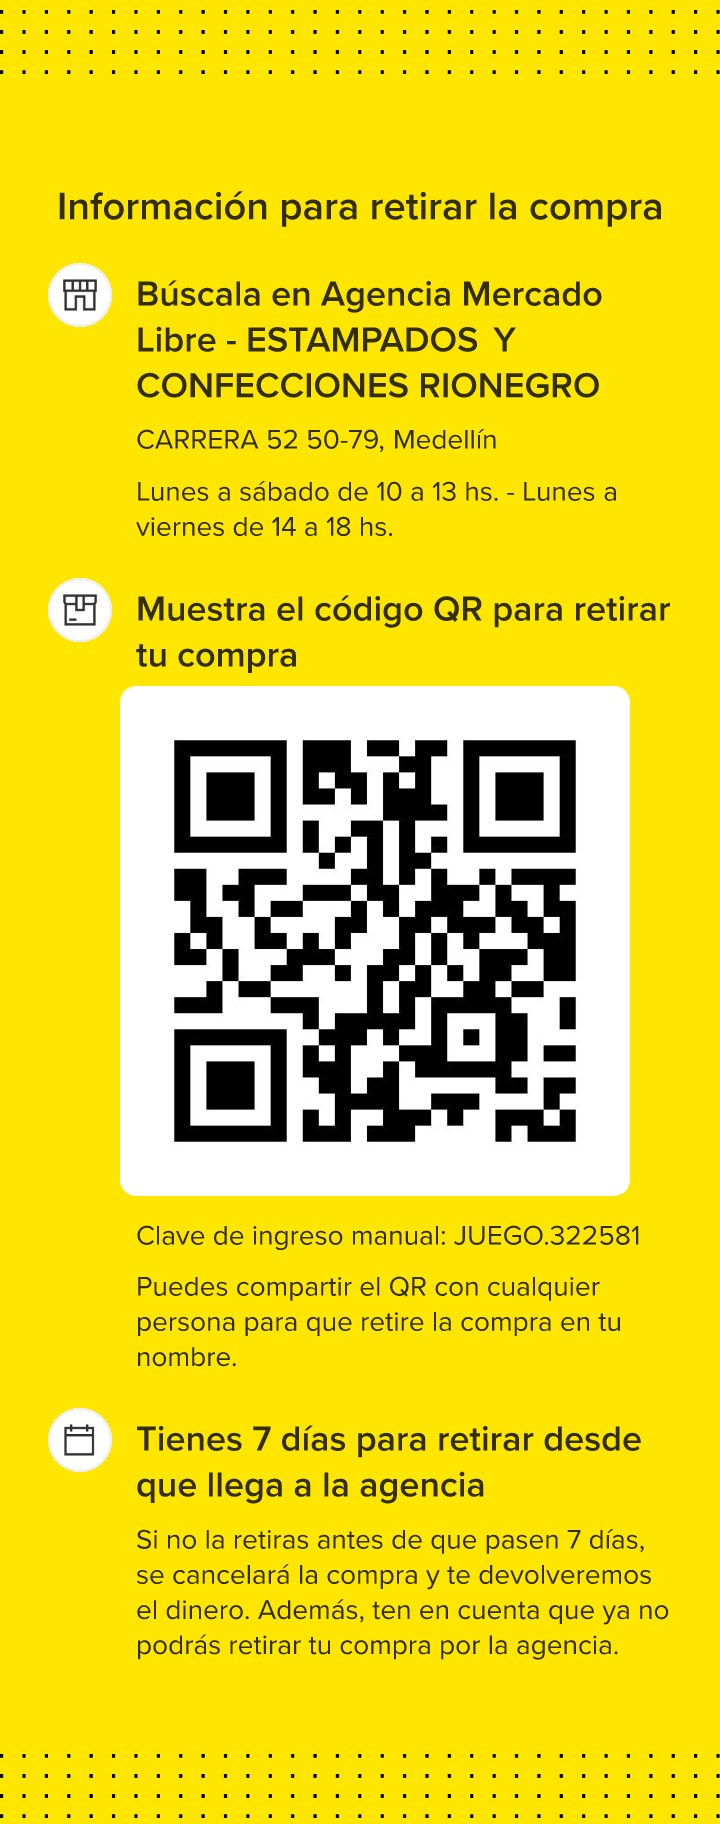 Información para retirar la compra
Búscala en Agencia Mercado
Libre - ESTAMPADOS Y
CONFECCIONES RIONEGRO
CARRERA 52 50-79, Medellín
Lunes a sábado de 10 a 13 hs. - Lunes a
viernes de 14 a 18 hs.
Muestra el código QR para retirar
tu compra
Clave de ingreso manual: JUEGO.322581
Puedes compartir el QR con cualquier
persona para que retire la compra en tu
nombre.
Tienes 7 días para retirar desde
que llega a la agencia
Si no la retiras antes de que pasen 7 días,
se cancelará la compra y te devolveremos
el dinero. Además, ten en cuenta que ya no
podrás retirar tu compra por la agencia.